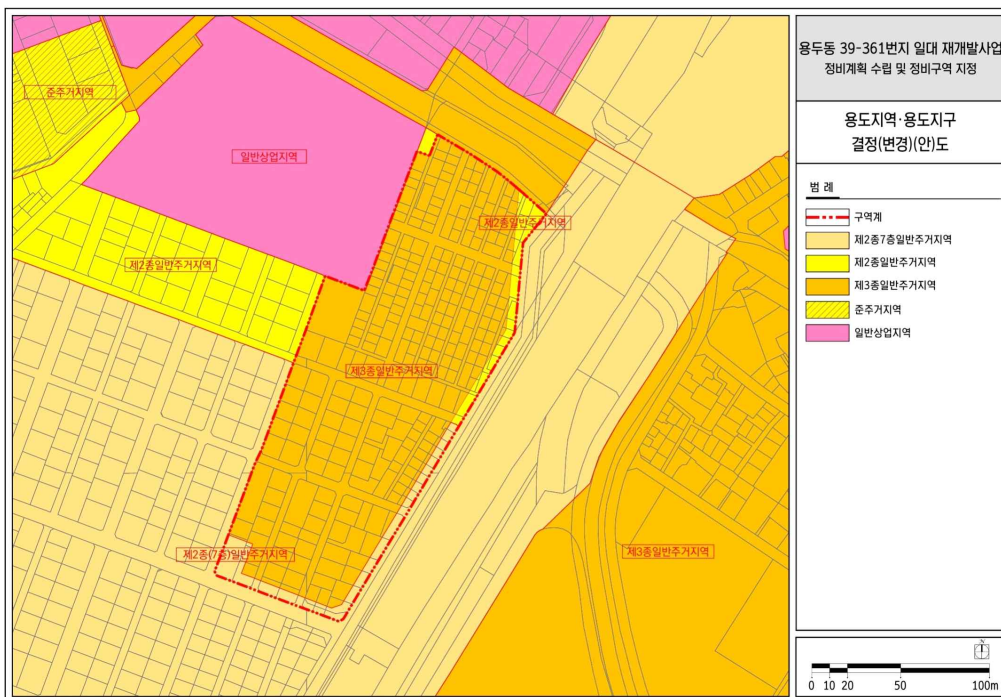 용두동 39-361번지 일대 재개발사업
정비계획 수립 및 정비구역 지정
용도지역·용도지구
결정(변경)(안)도
범 례
구역계
제2종7층일반주거지역
제2종일반주거지역
제3종일반주거지역
준주거지역
일반상업지역
준주거지역
일반상업지역
제2종일반주거지역
제2종일반주거지역
제3종일반주거지역
제2종(7층)일반주거지역
제3종일반주거지역
N
0 10 20 50 100m